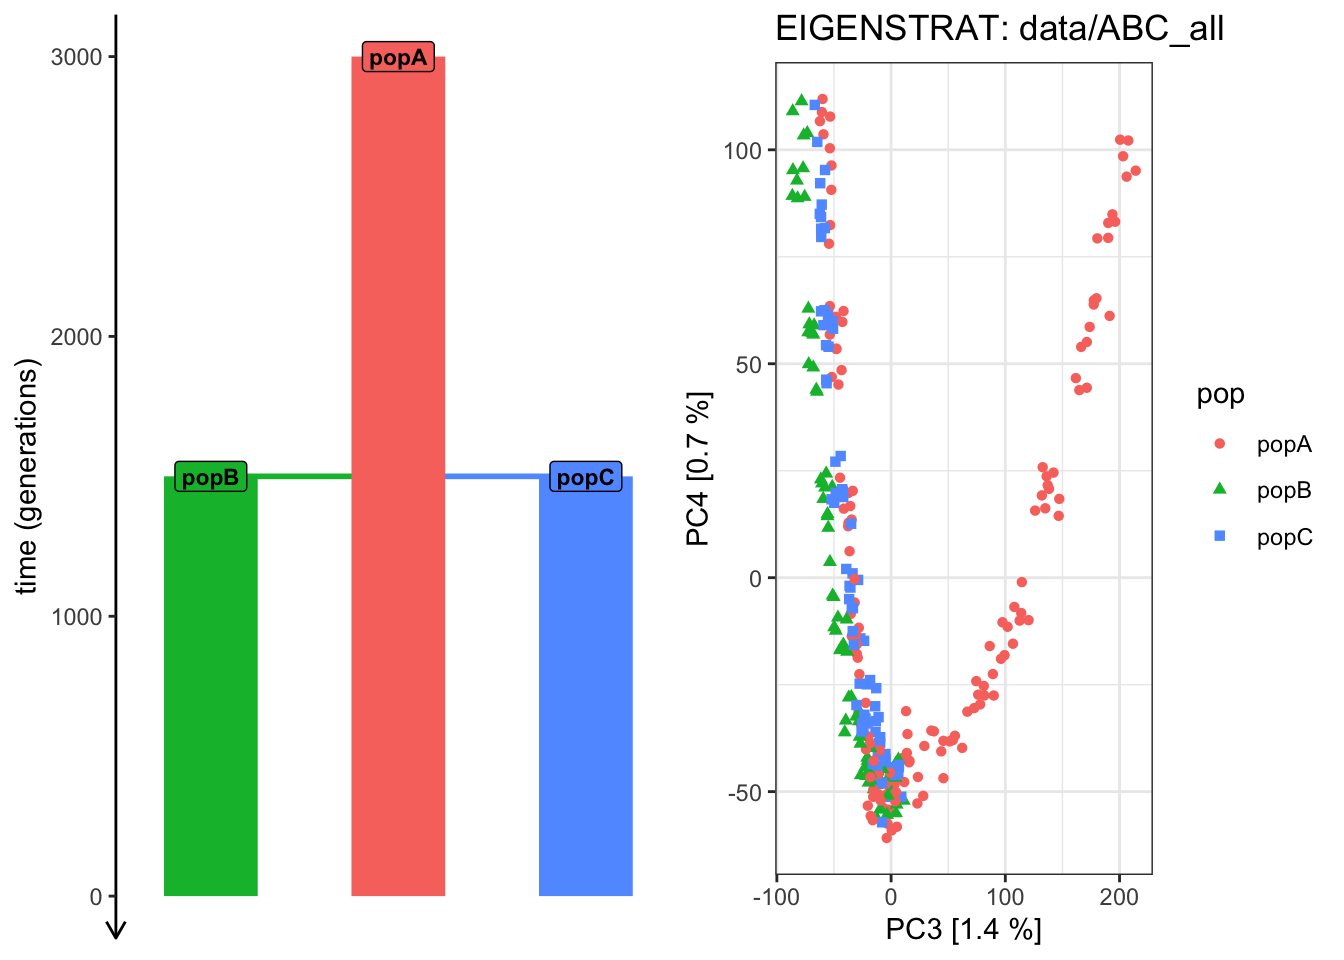 time (generations)
3000
2000
1000
0
popA
popB
popC
EIGENSTRAT: data/ABC_all
PC4 [0.7 %]
100
50
0
-50
-100
0
100
200
PC3 [1.4 %]
pop
popA
popB
popC